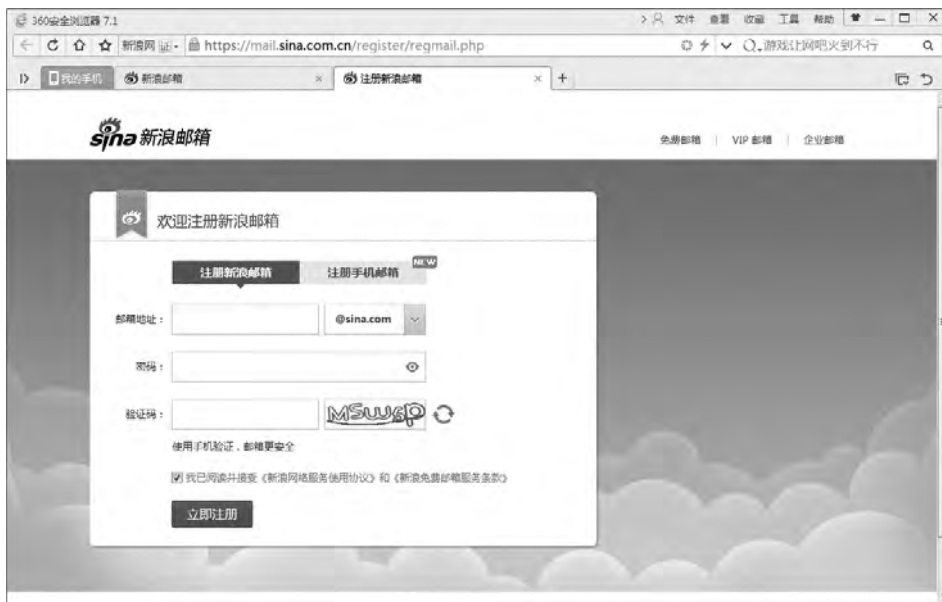 360安全浏览器 7.1
文件 查看 收藏 工具 帮助
新浪网 证 https://mail.sina.com.cn/register/regmail.php
游戏让网吧火到不行
我的手机 新浪邮箱 注册新浪邮箱
sina 新浪邮箱
免费邮箱 | VIP 邮箱 | 企业邮箱
欢迎注册新浪邮箱
注册新浪邮箱 注册手机邮箱 NEW
邮箱地址： @sina.com
密码：
验证码： MSWSP
使用手机验证，邮箱更安全
我已阅读并接受《新浪网络服务使用协议》和《新浪免费邮箱服务条款》
立即注册